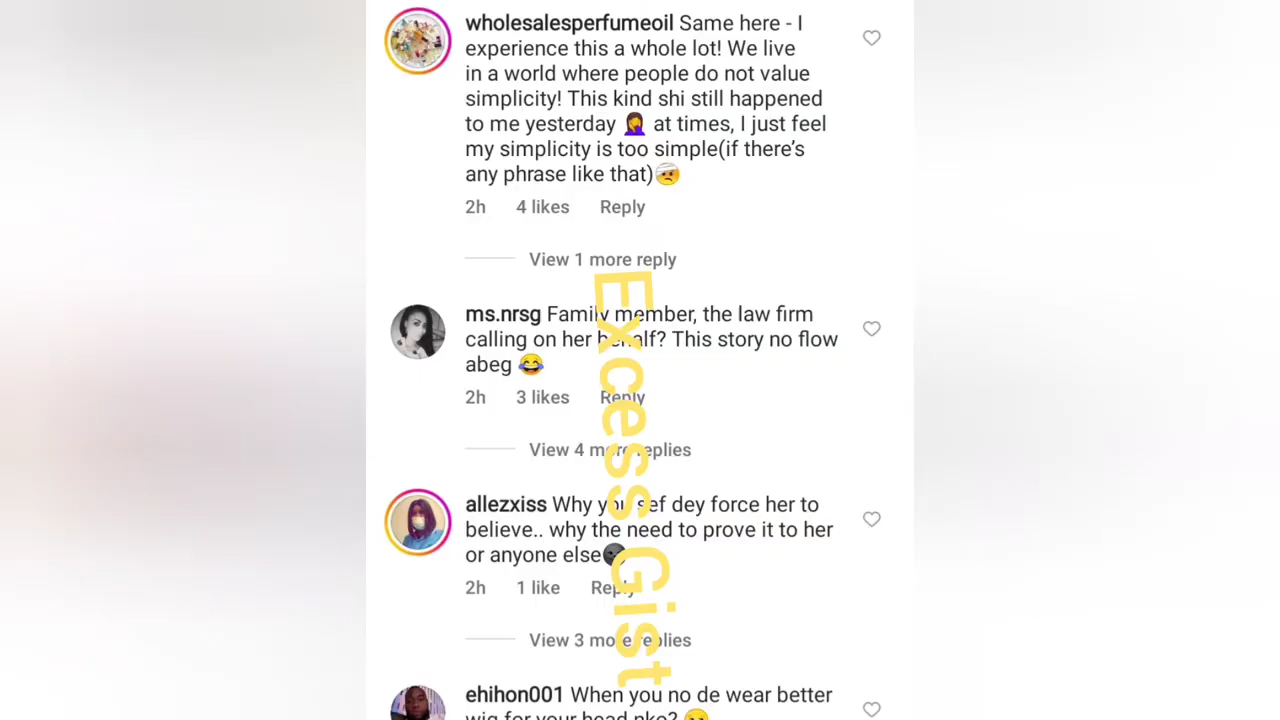 wholesalesperfumeoil Same here - I
experience this a whole lot! We live
in a world where people do not value
simplicity! This kind shi still happened
to me yesterday 🤦‍♀️ at times, I just feel
my simplicity is too simple(if there’s
any phrase like that)🤕
2h 4 likes Reply
View 1 more reply
ms.nrsg Family member, the law firm
calling on her behalf? This story no flow
abeg 😂
2h 3 likes Reply
View 4 more replies
allezxiss Why you sef dey force her to
believe.. why the need to prove it to her
or anyone else🌚
2h 1 like Reply
View 3 more replies
ehihon001 When you no de wear better
wig for your head nko?
Excess Gist